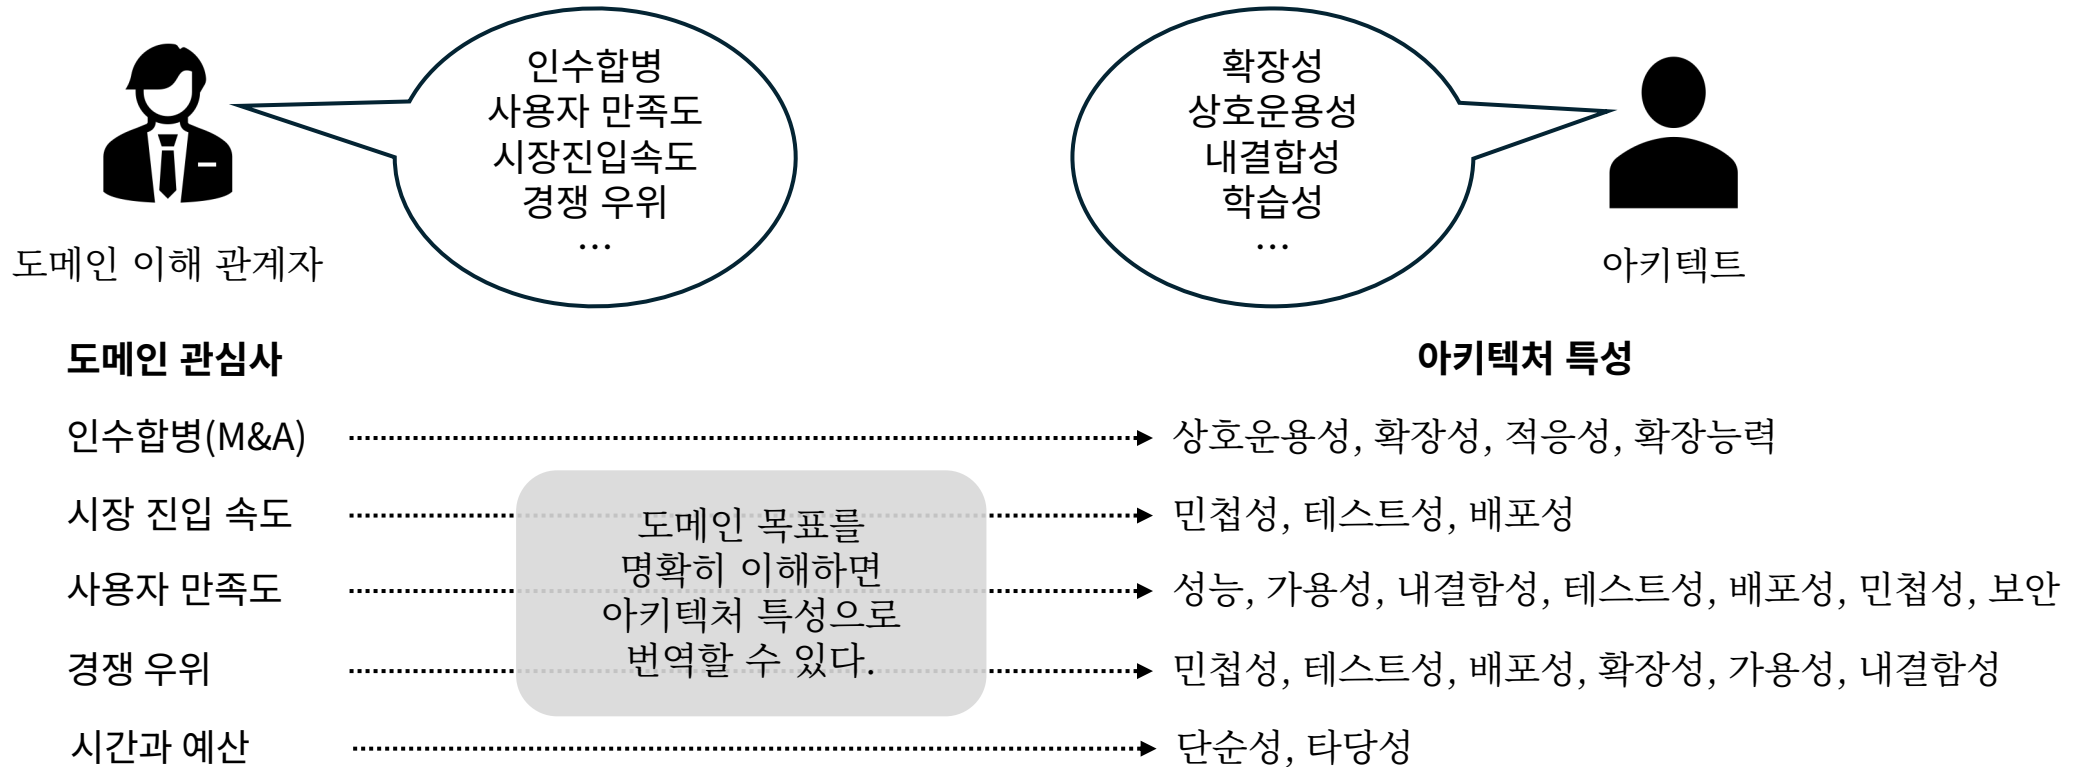 인수합병
사용자 만족도
시장진입속도
경쟁 우위
...
확장성
상호운용성
내결합성
학습성
...
도메인 이해 관계자
아키텍트
도메인 관심사
아키텍처 특성
인수합병(M&A)
상호운용성, 확장성, 적응성, 확장능력
시장 진입 속도
민첩성, 테스트성, 배포성
사용자 만족도
성능, 가용성, 내결함성, 테스트성, 배포성, 민첩성, 보안
경쟁 우위
민첩성, 테스트성, 배포성, 확장성, 가용성, 내결함성
시간과 예산
단순성, 타당성
도메인 목표를
명확히 이해하면
아키텍처 특성으로
번역할 수 있다.